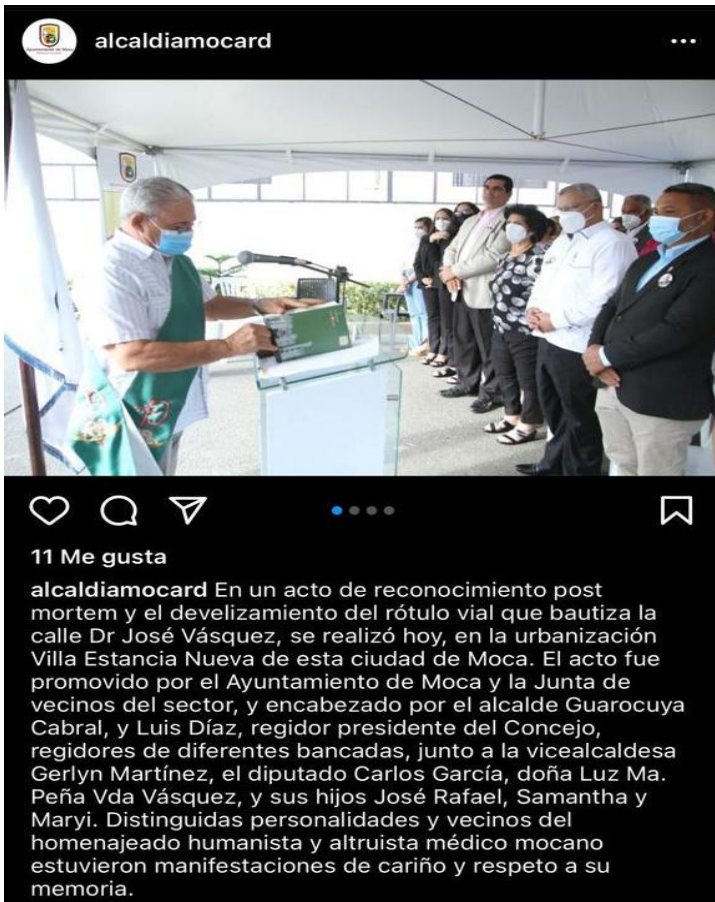 alcaldiamocard
11 Me gusta
alcaldiamocard En un acto de reconocimiento post
mortem y el develizamiento del rótulo vial que bautiza la
calle Dr José Vásquez, se realizó hoy, en la urbanización
Villa Estancia Nueva de esta ciudad de Moca. El acto fue
promovido por el Ayuntamiento de Moca y la Junta de
vecinos del sector, y encabezado por el alcalde Guarocuya
Cabral, y Luis Díaz, regidor presidente del Concejo,
regidores de diferentes bancadas, junto a la vicealcaldesa
Gerlyn Martínez, el diputado Carlos García, doña Luz Ma.
Peña Vda Vásquez, y sus hijos José Rafael, Samantha y
Maryi. Distinguidas personalidades y vecinos del
homenajeado humanista y altruista médico mocano
estuvieron manifestaciones de cariño y respeto a su
memoria.